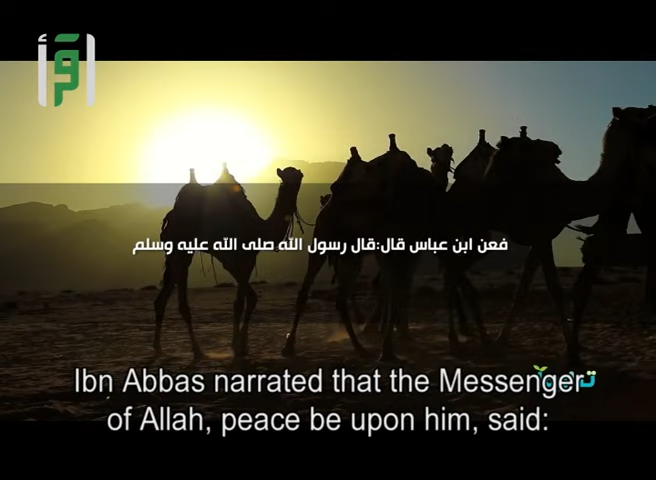 اقرأ
فعن ابن عباس قال:قال رسول الله صلى الله عليه وسلم
Ibn Abbas narrated that the Messenger
of Allah, peace be upon him, said: